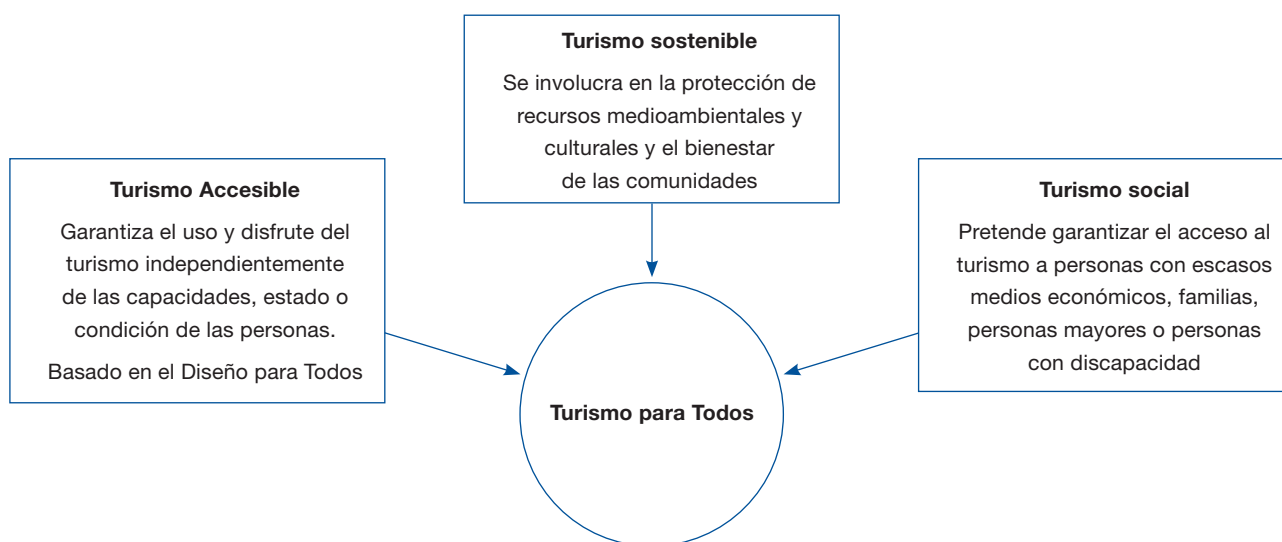 Turismo sostenible
Se involucra en la protección de
recursos medioambientales y
culturales y el bienestar
de las comunidades
Turismo Accesible
Garantiza el uso y disfrute del
turismo independientemente
de las capacidades, estado o
condición de las personas.
Basado en el Diseño para Todos
Turismo social
Pretende garantizar el acceso al
turismo a personas con escasos
medios económicos, familias,
personas mayores o personas
con discapacidad
Turismo para Todos